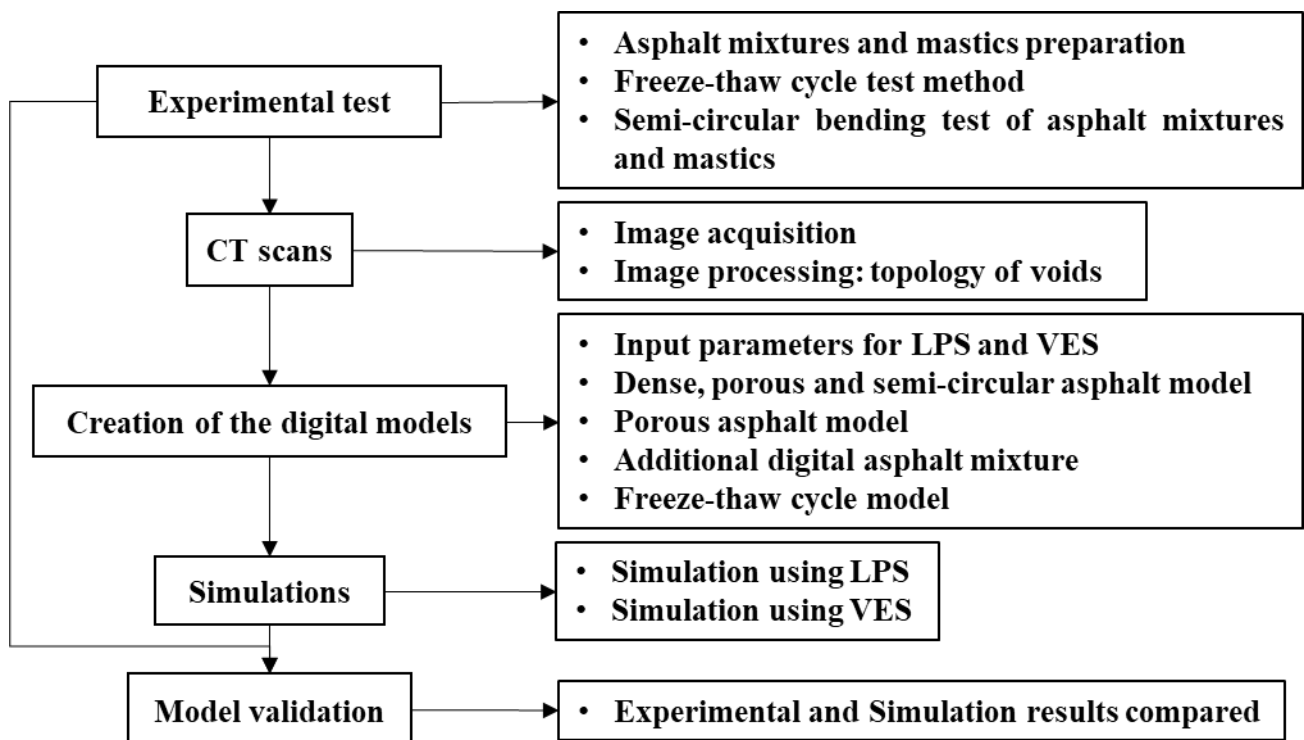 Experimental test
• Asphalt mixtures and mastics preparation
• Freeze-thaw cycle test method
• Semi-circular bending test of asphalt mixtures
and mastics
CT scans
• Image acquisition
• Image processing: topology of voids
Creation of the digital models
• Input parameters for LPS and VES
• Dense, porous and semi-circular asphalt model
• Porous asphalt model
• Additional digital asphalt mixture
• Freeze-thaw cycle model
Simulations
• Simulation using LPS
• Simulation using VES
Model validation
• Experimental and Simulation results compared